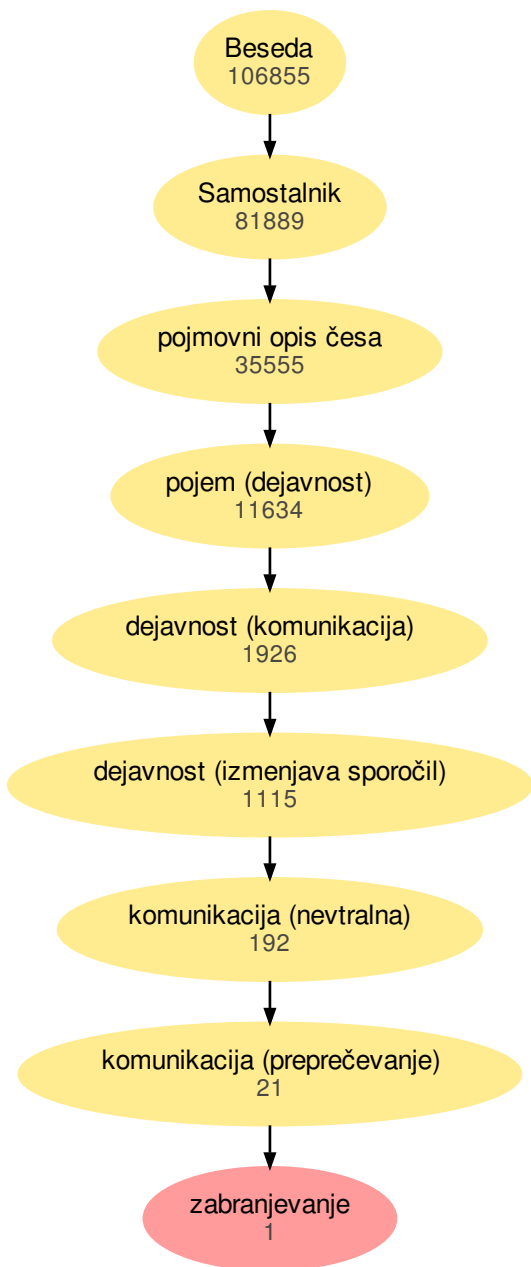 Beseda
106855
Samostalnik
81889
pojmovni opis česa
35555
pojem (dejavnost)
11634
dejavnost (komunikacija)
1926
dejavnost (izmenjava sporočil)
1115
komunikacija (nevtralna)
192
komunikacija (preprečevanje)
21
zabranjevanje
1